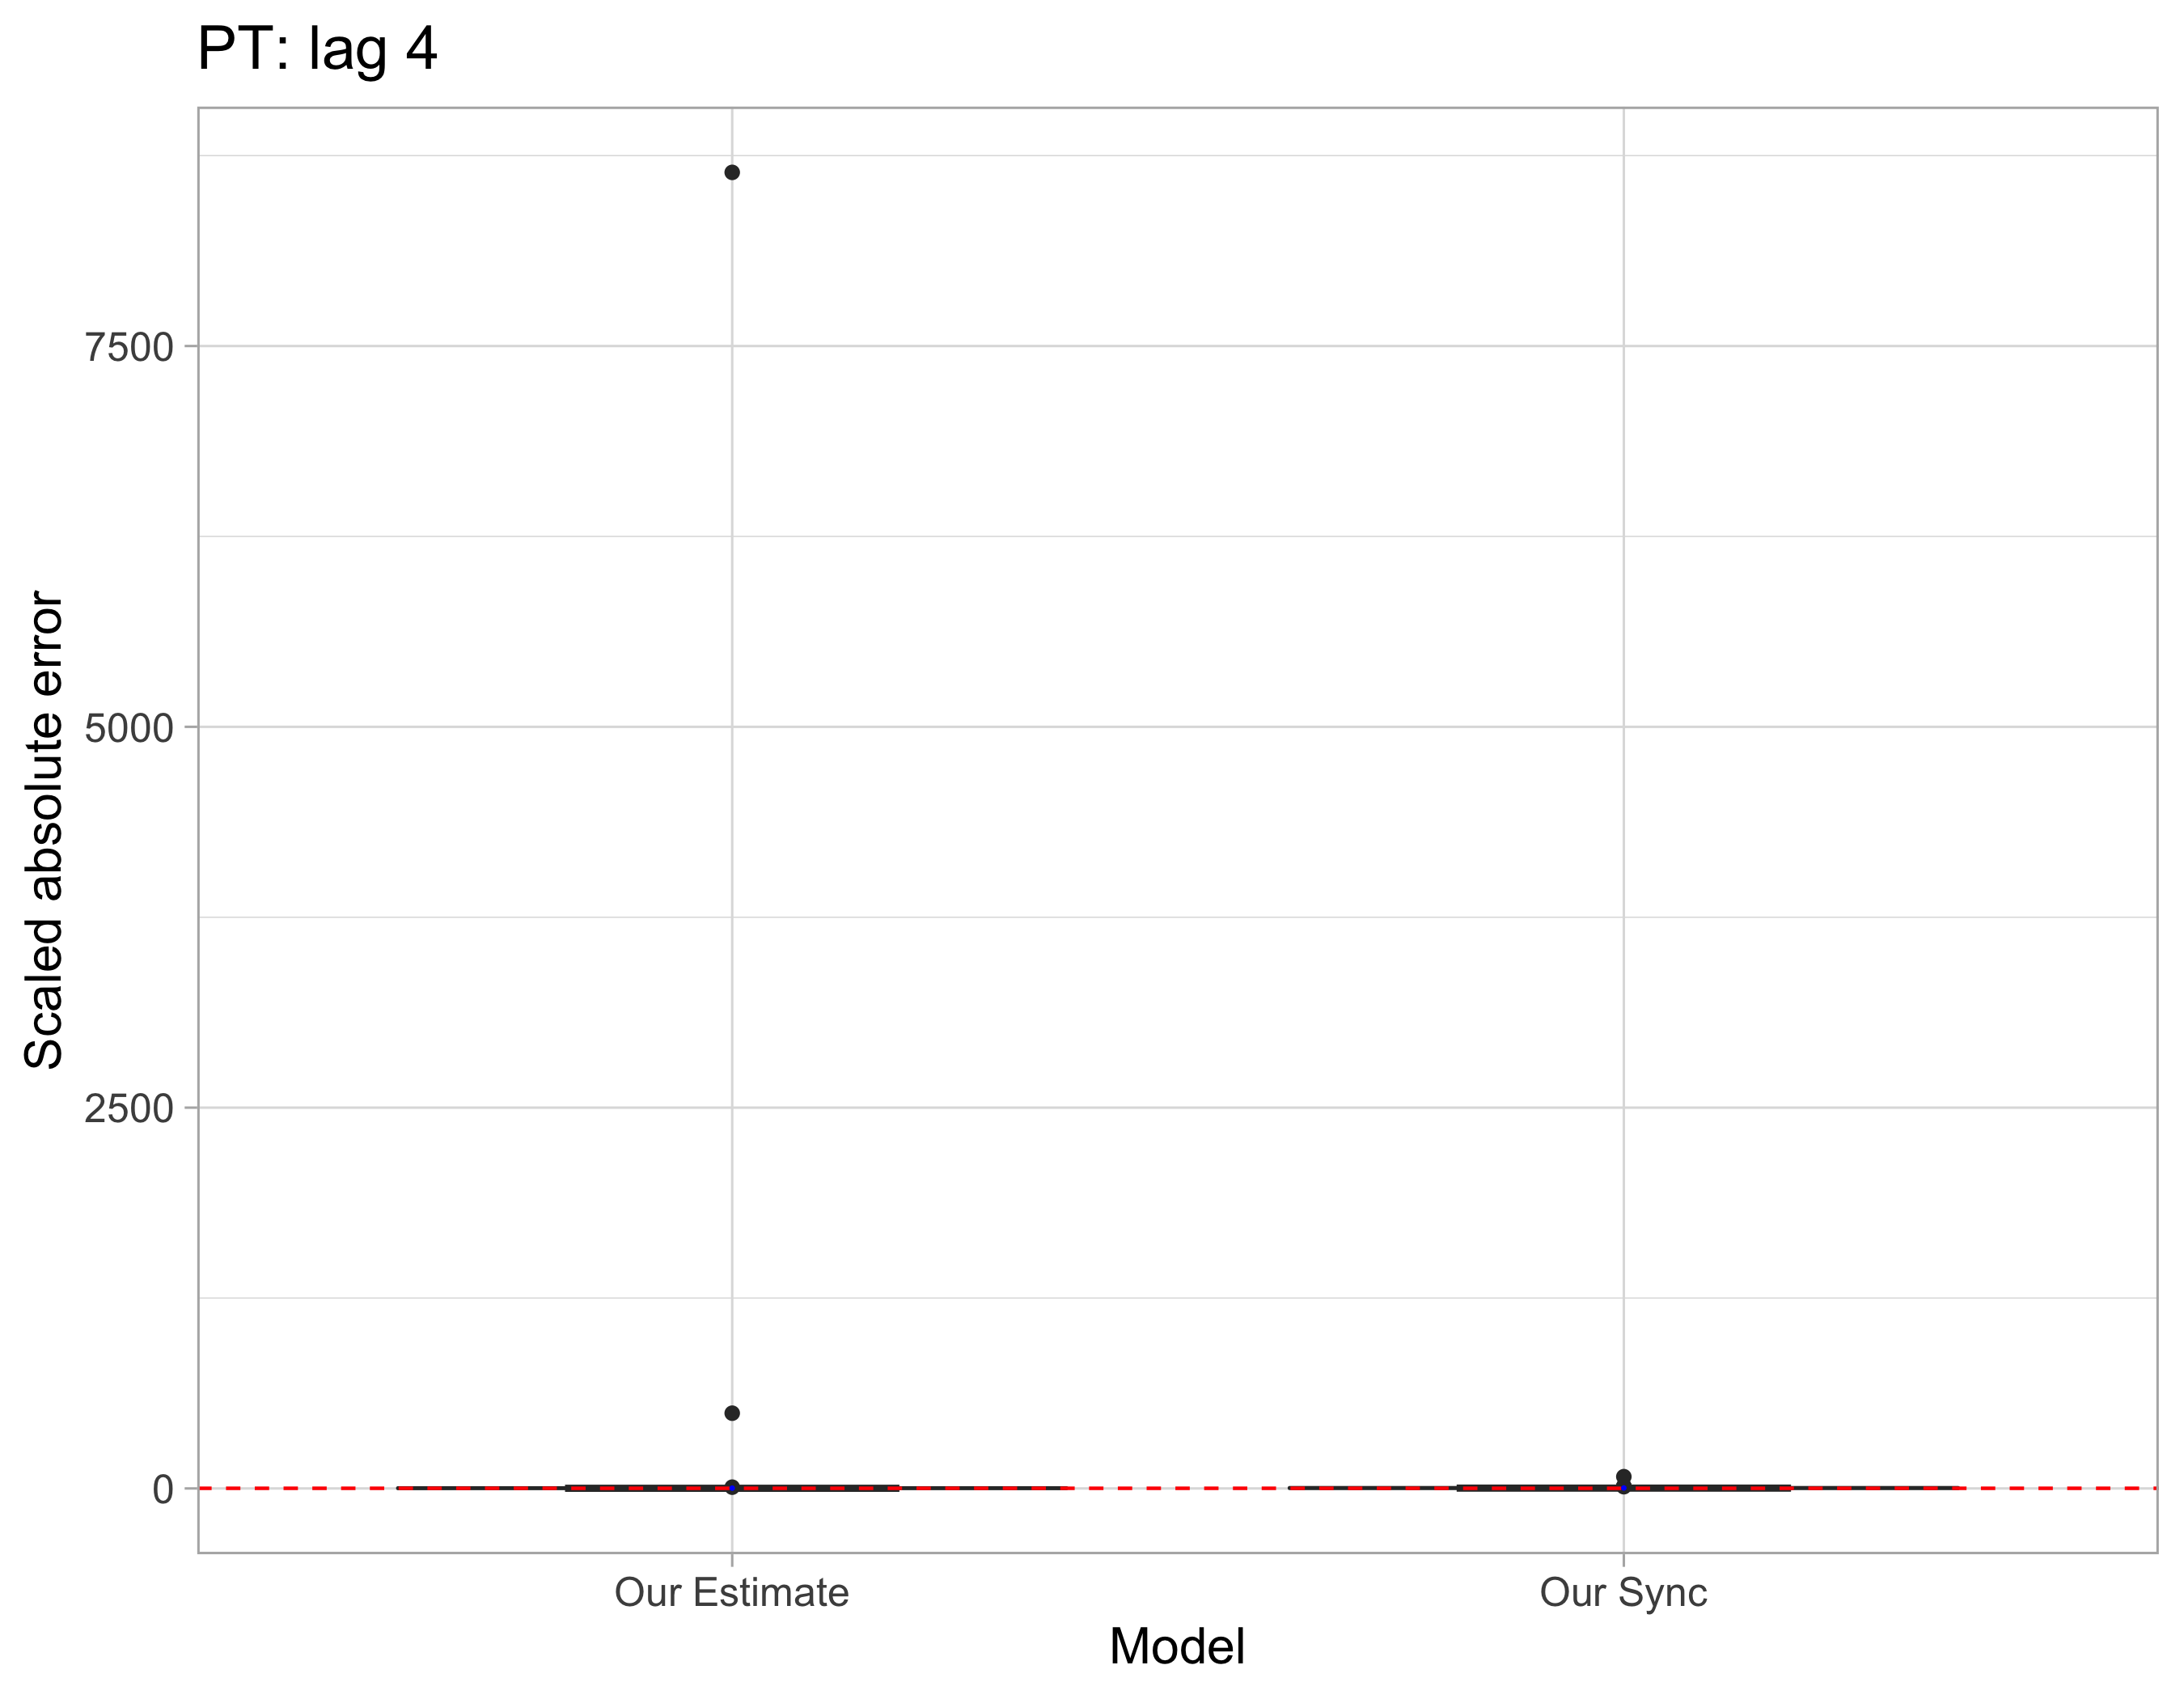 PT: lag 4
Scaled absolute error
7500
5000
2500
0
Our Estimate
Our Sync
Model